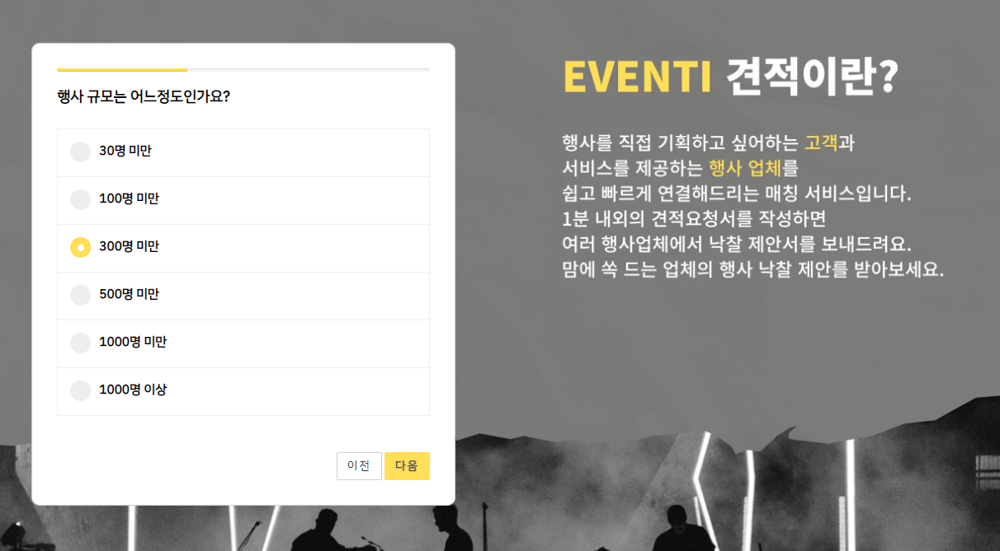 행사 규모는 어느정도인가요?
30명 미만
100명 미만
300명 미만
500명 미만
1000명 미만
1000명 이상
이전
다음
EVENTI 견적이란?
행사를 직접 기획하고 싶어하는 고객과
서비스를 제공하는 행사 업체를
쉽고 빠르게 연결해드리는 매칭 서비스입니다.
1분 내외의 견적요청서를 작성하면
여러 행사업체에서 낙찰 제안서를 보내드려요.
맘에 쏙 드는 업체의 행사 낙찰 제안를 받아보세요.